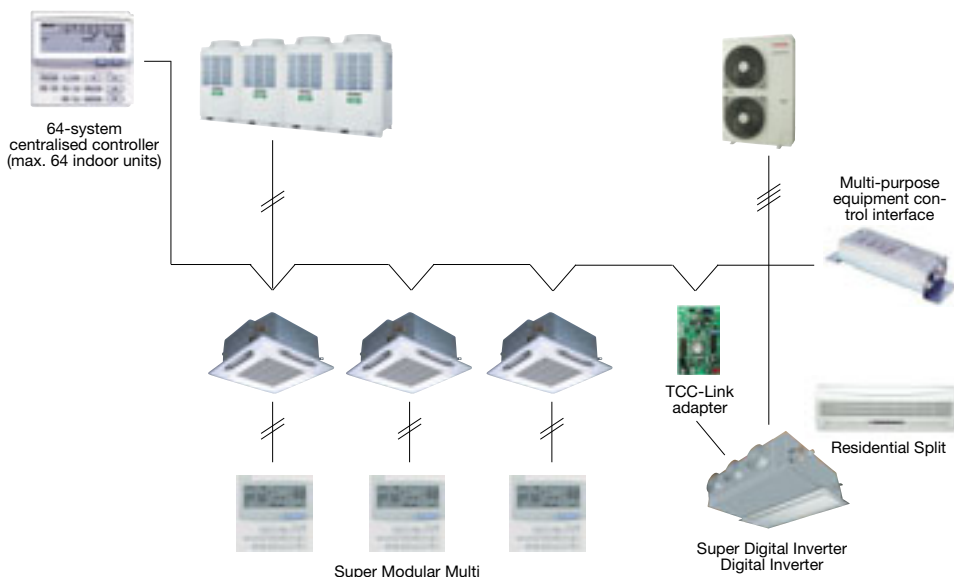 64-system
centralised controller
(max. 64 indoor units)
Multi-purpose
equipment con-
trol interface
TCC-Link
adapter
Residential Split
Super Digital Inverter
Digital Inverter
Super Modular Multi